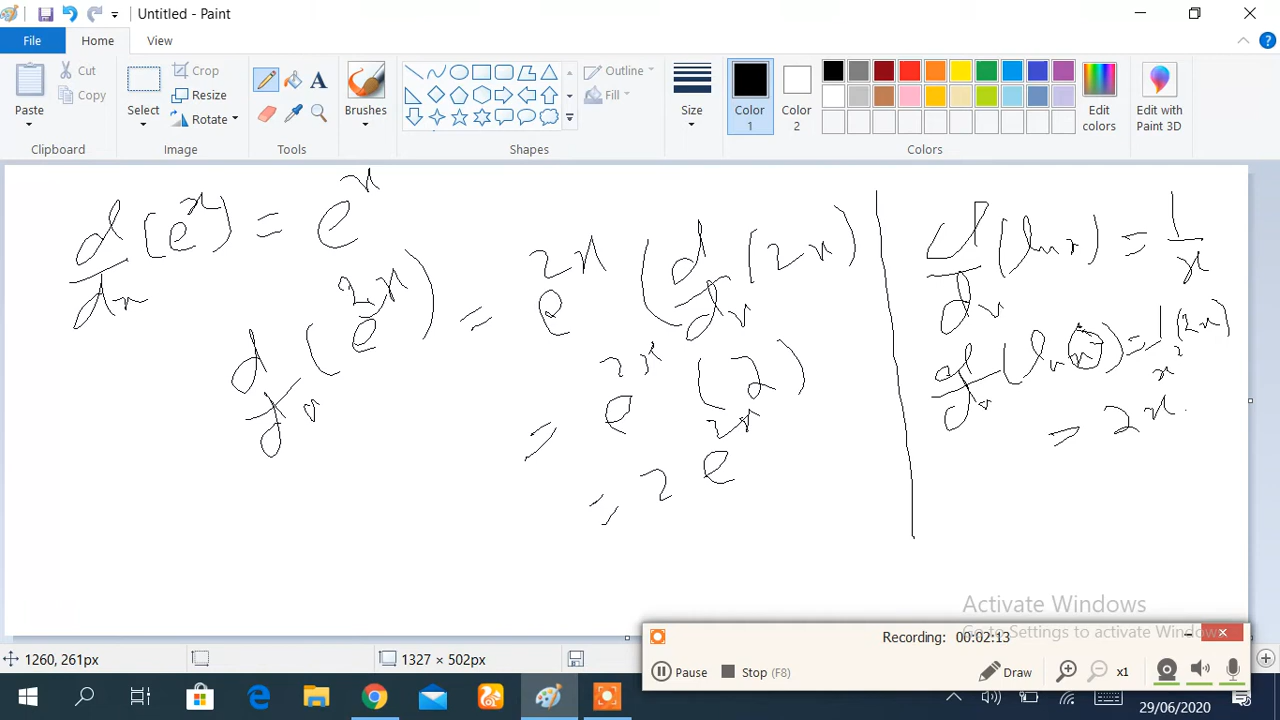 Untitled - Paint
File Home View
Paste Cut Copy
Clipboard
Select Crop Resize Rotate
Image
Tools
Brushes
Outline Fill
Shapes
Size
Color 1 Color 2
Edit colors
Edit with Paint 3D
Colors
d/dx (e^x) = e^x
d/dx (e^2x) = e^2x (d/dx (2x)
= e^2x (2)
= 2 e^2x
d/dx (ln x) = 1/x
d/dx (ln x^2) = 1/x^2 (2x)
= 2x
Activate Windows
Go to Settings to activate Windows
Recording: 00:02:13
Pause Stop (F8) Draw x1
1260, 261px 1327 × 502px
29/06/2020